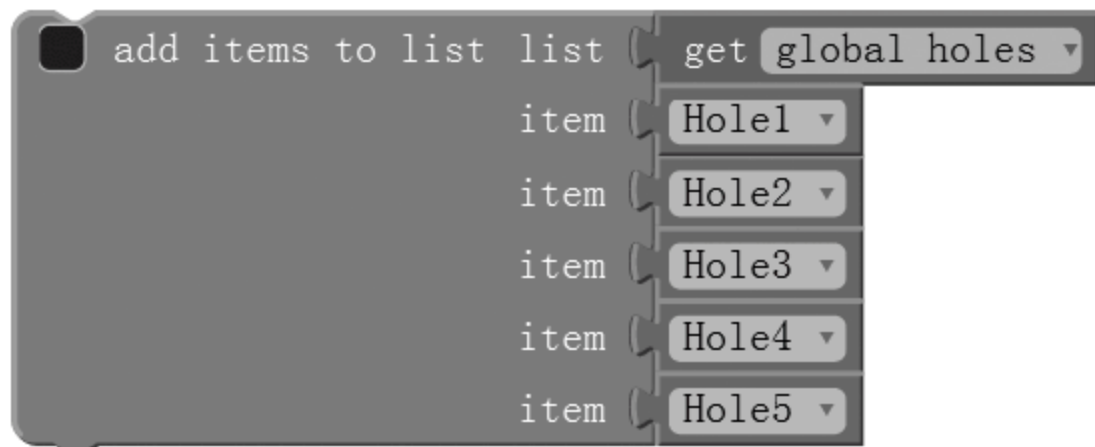 add items to list list get global holes
item Hole1
item Hole2
item Hole3
item Hole4
item Hole5